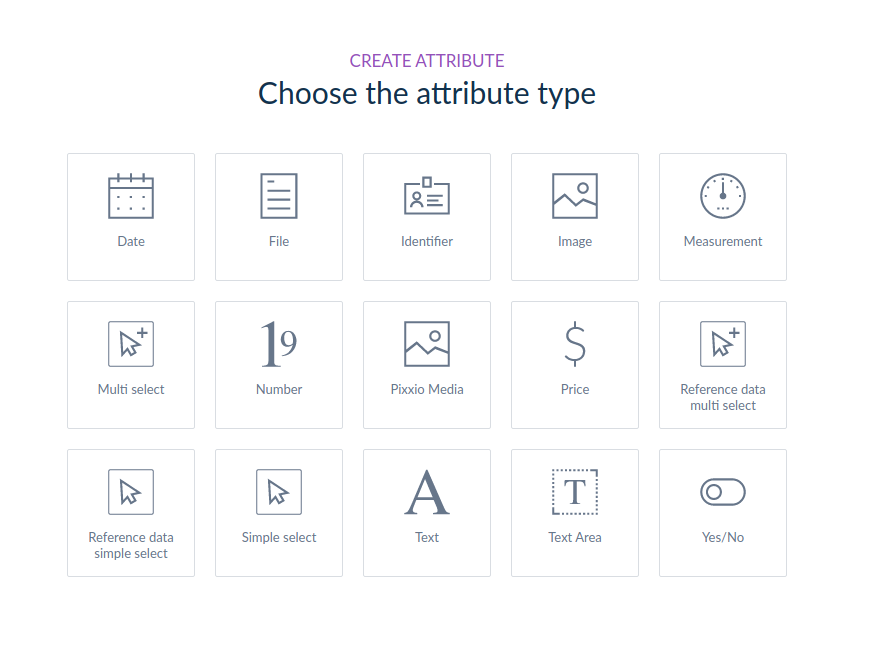 CREATE ATTRIBUTE
Choose the attribute type
Date
File
Identifier
Image
Measurement
Multi select
19
Number
Pixxio Media
$
Price
Reference data
multi select
Reference data
simple select
Simple select
A
Text
T
Text Area
Yes/No